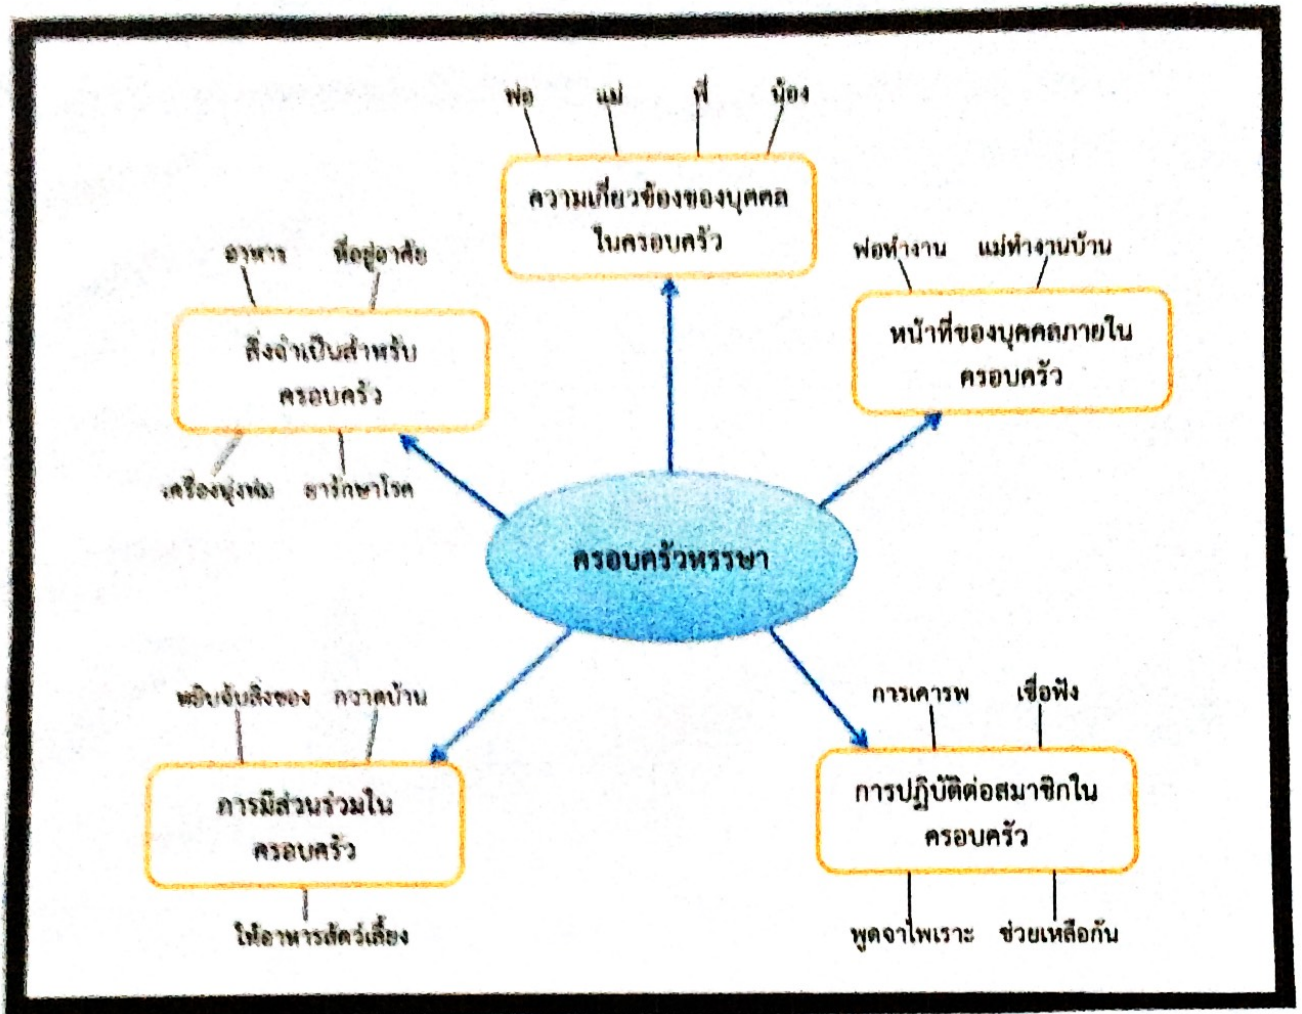 พ่อ แม่ พี่ น้อง
ความเกี่ยวข้องของบุคคล
ในครอบครัว
อาหาร ที่อยู่อาศัย
สิ่งจำเป็นสำหรับ
ครอบครัว
เครื่องนุ่งห่ม ยารักษาโรค
พ่อทำงาน แม่ทำงานบ้าน
หน้าที่ของบุคคลภายใน
ครอบครัว
ครอบครัวหรรษา
หยิบจับสิ่งของ กวาดบ้าน
การมีส่วนร่วมใน
ครอบครัว
ให้อาหารสัตว์เลี้ยง
การเคารพ เชื่อฟัง
การปฏิบัติต่อสมาชิกใน
ครอบครัว
พูดจาไพเราะ ช่วยเหลือกัน